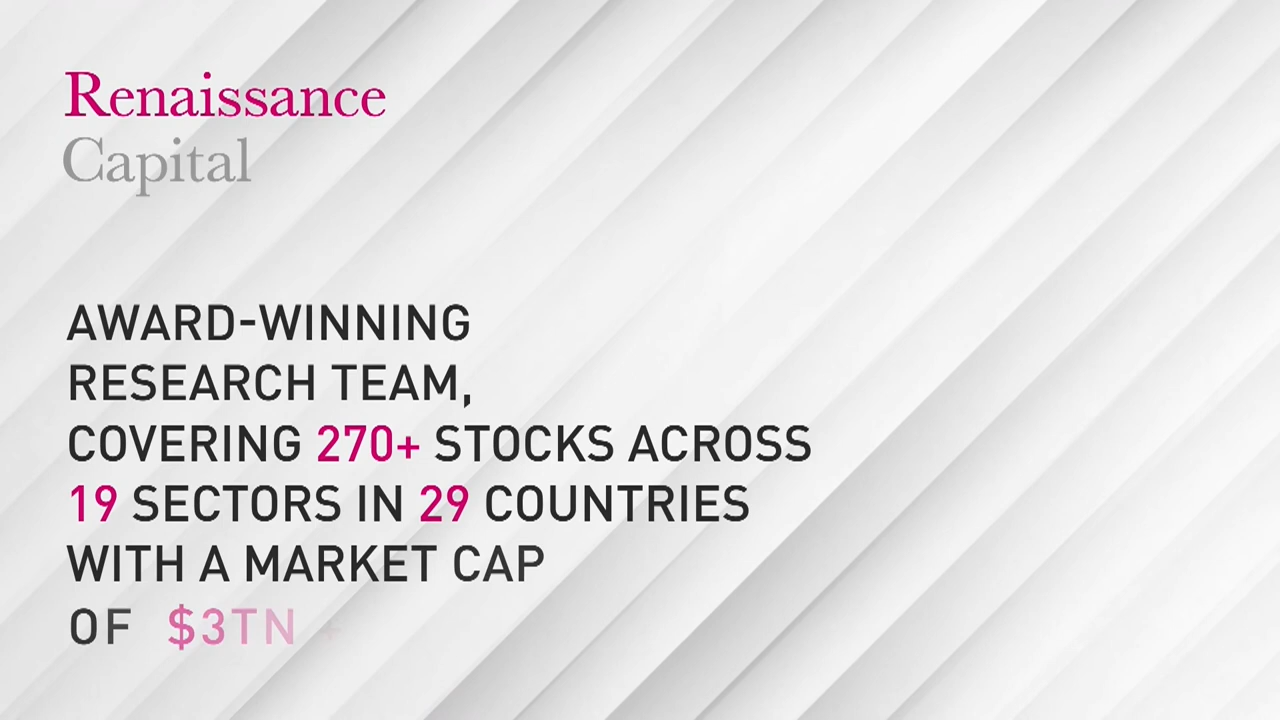 Renaissance
Capital
AWARD-WINNING
RESEARCH TEAM,
COVERING 270+ STOCKS ACROSS
19 SECTORS IN 29 COUNTRIES
WITH A MARKET CAP
OF $3TN +